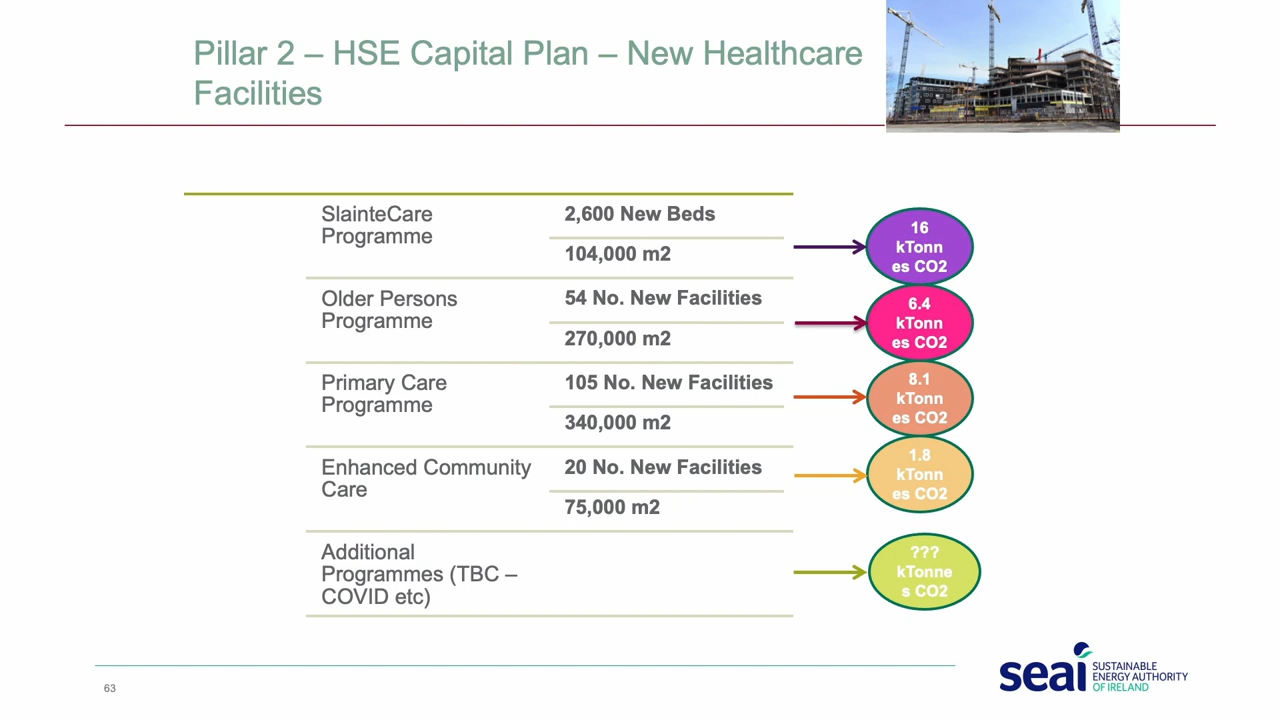 Pillar 2 – HSE Capital Plan – New Healthcare
Facilities
SlainteCare
Programme
2,600 New Beds
104,000 m2
16
kTonn
es CO2
Older Persons
Programme
54 No. New Facilities
270,000 m2
6.4
kTonn
es CO2
Primary Care
Programme
105 No. New Facilities
340,000 m2
8.1
kTonn
es CO2
Enhanced Community
Care
20 No. New Facilities
75,000 m2
1.8
kTonn
es CO2
Additional
Programmes (TBC –
COVID etc)
???
kTonne
s CO2
63
seai
SUSTAINABLE
ENERGY AUTHORITY
OF IRELAND